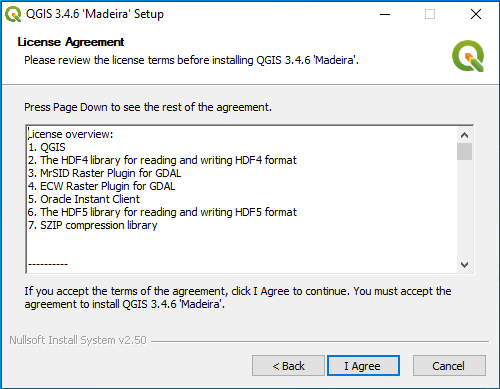 QGIS 3.4.6 'Madeira' Setup
License Agreement
Please review the license terms before installing QGIS 3.4.6 'Madeira'.
Press Page Down to see the rest of the agreement.
License overview:
1. QGIS
2. The HDF4 library for reading and writing HDF4 format
3. MrSID Raster Plugin for GDAL
4. ECW Raster Plugin for GDAL
5. Oracle Instant Client
6. The HDF5 library for reading and writing HDF5 format
7. SZIP compression library
----------
If you accept the terms of the agreement, click I Agree to continue. You must accept the
agreement to install QGIS 3.4.6 'Madeira'.
Nullsoft Install System v2.50
< Back I Agree Cancel